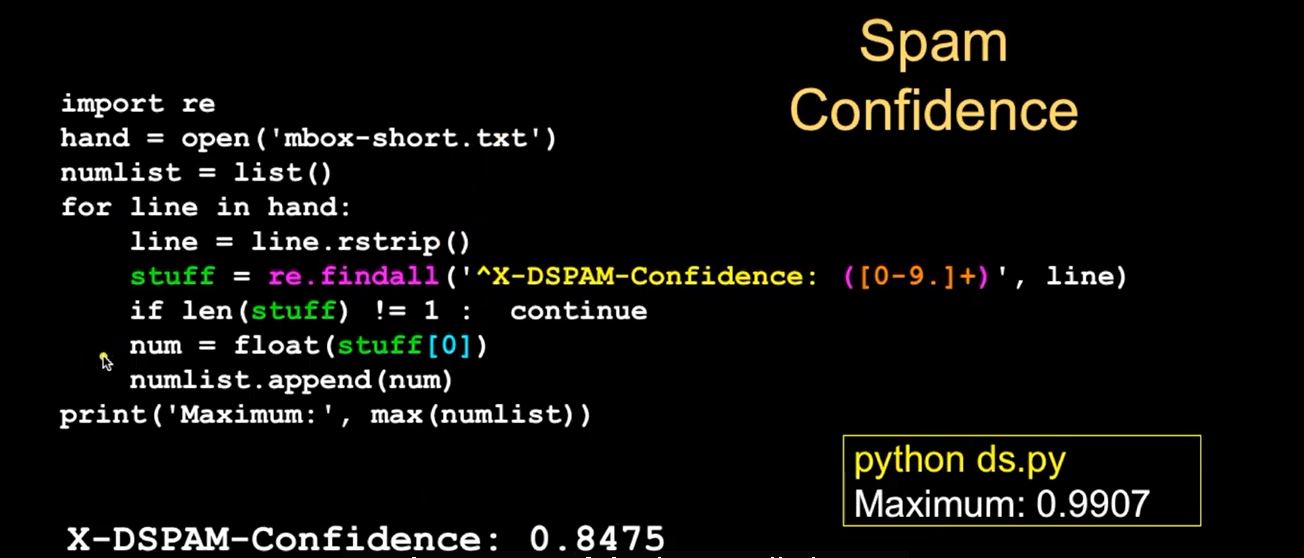 Spam
Confidence
import re
hand = open('mbox-short.txt')
numlist = list()
for line in hand:
    line = line.rstrip()
    stuff = re.findall('^X-DSPAM-Confidence: ([0-9.]+)', line)
    if len(stuff) != 1 :  continue
    num = float(stuff[0])
    numlist.append(num)
print('Maximum:', max(numlist))
python ds.py
Maximum: 0.9907
X-DSPAM-Confidence: 0.8475